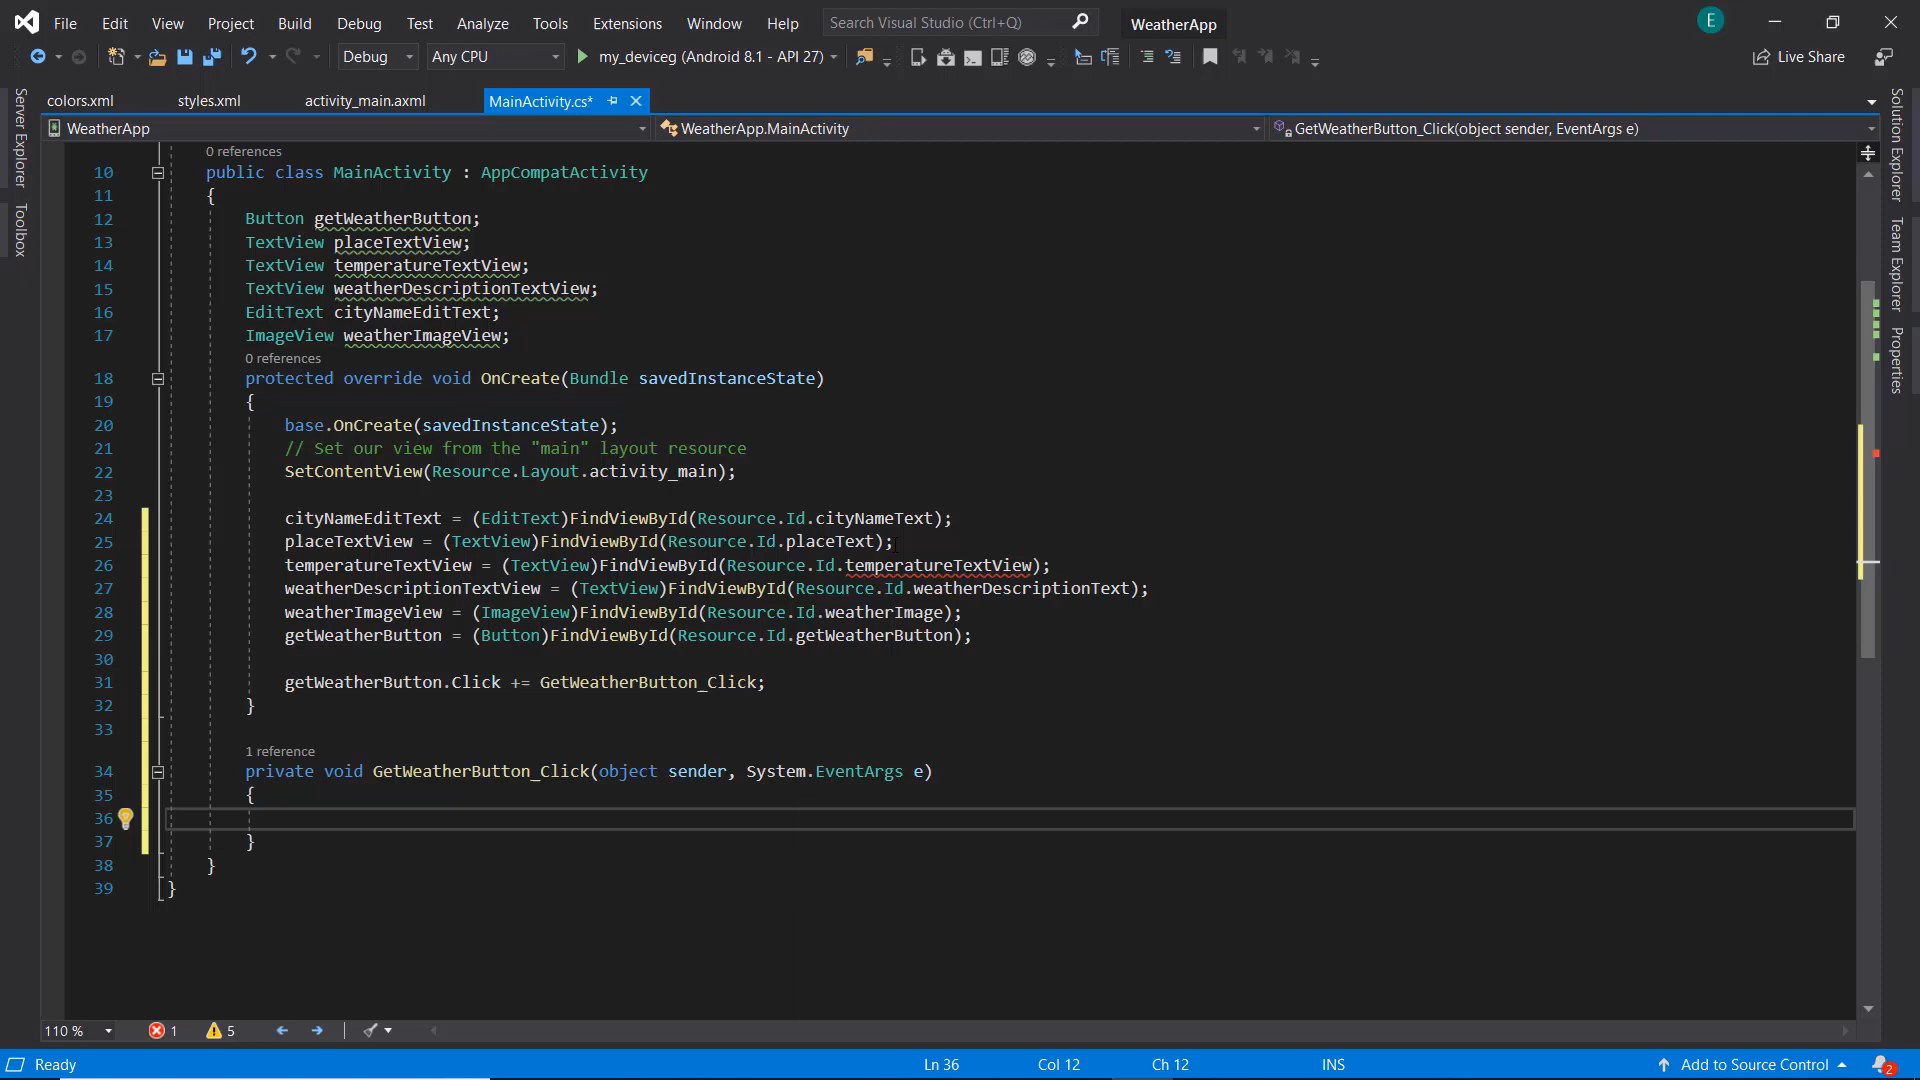 File Edit View Project Build Debug Test Analyze Tools Extensions Window Help Search Visual Studio (Ctrl+Q) WeatherApp E
Debug Any CPU my_deviceg (Android 8.1 - API 27) Live Share
colors.xml styles.xml activity_main.axml MainActivity.cs*
WeatherApp WeatherApp.MainActivity GetWeatherButton_Click(object sender, EventArgs e)
Server Explorer
Toolbox
Solution Explorer
Team Explorer
Properties
0 references
10 public class MainActivity : AppCompatActivity
11 {
12 Button getWeatherButton;
13 TextView placeTextView;
14 TextView temperatureTextView;
15 TextView weatherDescriptionTextView;
16 EditText cityNameEditText;
17 ImageView weatherImageView;
0 references
18 protected override void OnCreate(Bundle savedInstanceState)
19 {
20 base.OnCreate(savedInstanceState);
21 // Set our view from the "main" layout resource
22 SetContentView(Resource.Layout.activity_main);
23
24 cityNameEditText = (EditText)FindViewById(Resource.Id.cityNameText);
25 placeTextView = (TextView)FindViewById(Resource.Id.placeText);
26 temperatureTextView = (TextView)FindViewById(Resource.Id.temperatureTextView);
27 weatherDescriptionTextView = (TextView)FindViewById(Resource.Id.weatherDescriptionText);
28 weatherImageView = (ImageView)FindViewById(Resource.Id.weatherImage);
29 getWeatherButton = (Button)FindViewById(Resource.Id.getWeatherButton);
30
31 getWeatherButton.Click += GetWeatherButton_Click;
32 }
33
1 reference
34 private void GetWeatherButton_Click(object sender, System.EventArgs e)
35 {
36
37 }
38 }
39 }
110 % 1 5
Ready Ln 36 Col 12 Ch 12 INS Add to Source Control 2